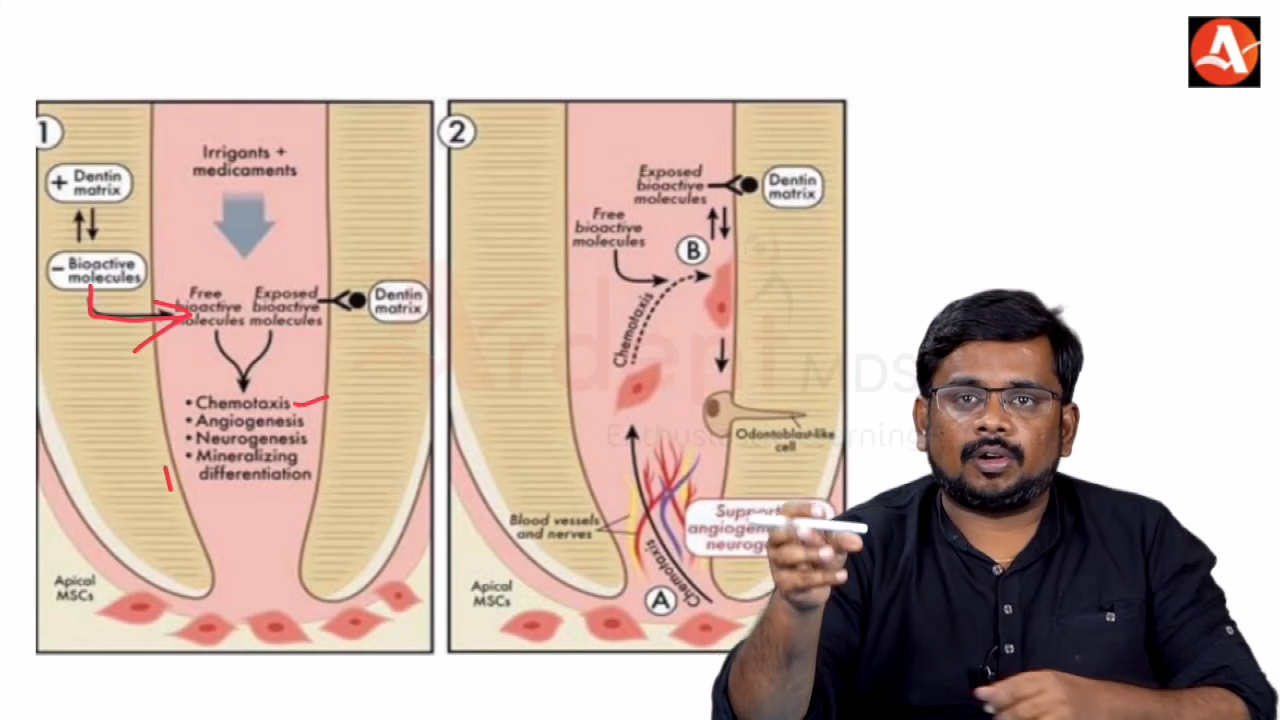 A
1
Irrigants +
medicaments
+ Dentin
matrix
− Bioactive
molecules
Free
bioactive
molecules
Exposed
bioactive
molecules
Dentin
matrix
• Chemotaxis
• Angiogenesis
• Neurogenesis
• Mineralizing
differentiation
Apical
MSCs
2
Exposed
bioactive
molecules
Dentin
matrix
Free
bioactive
molecules
B
Chemotaxis
Odontoblast-like
cell
Blood vessels
and nerves
Chemotaxis
A
Apical
MSCs
Ardent
MDS